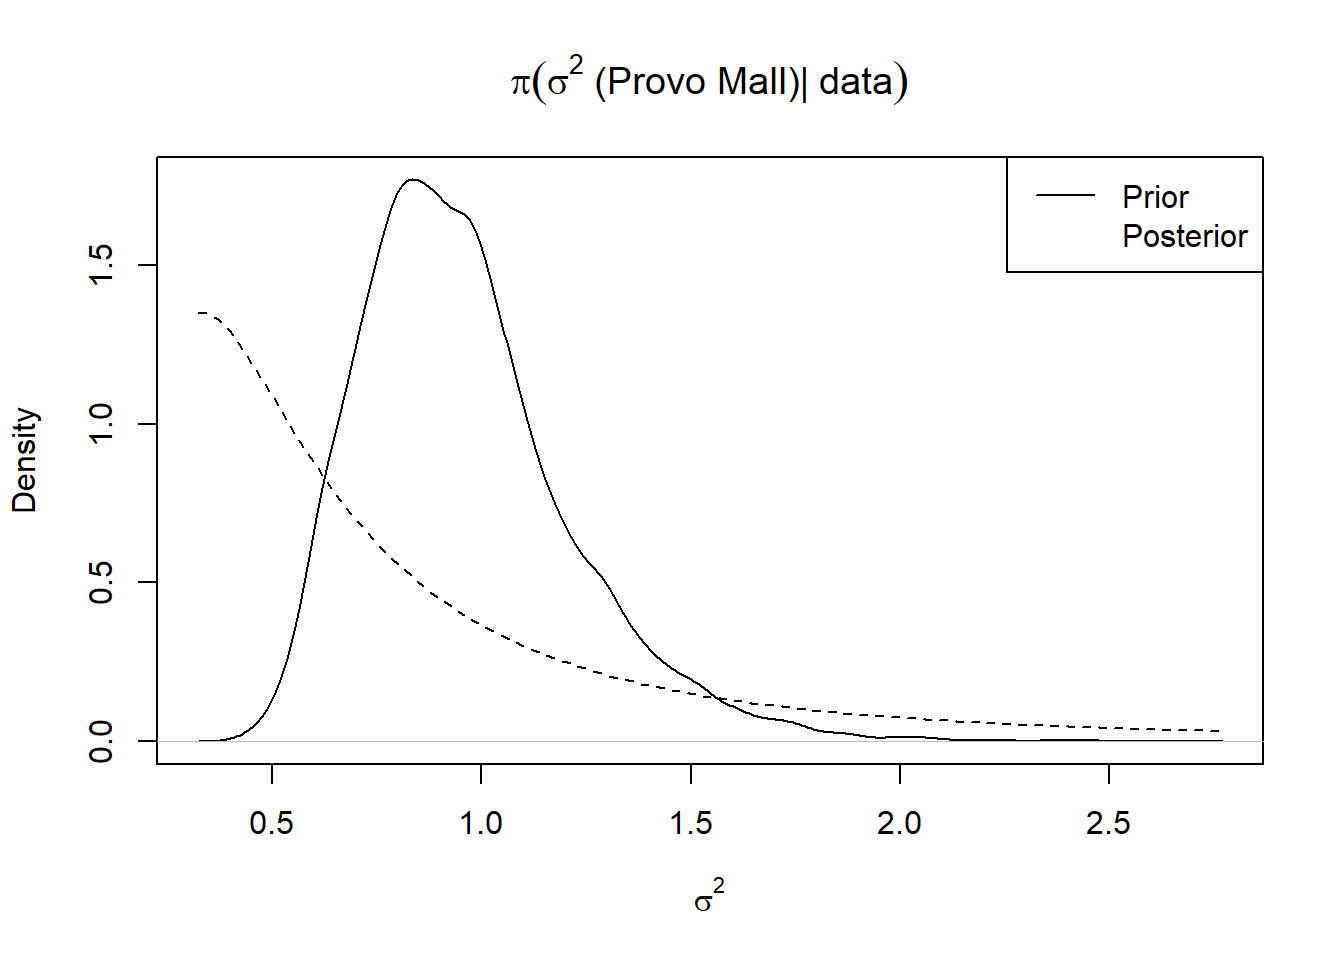 π(σ² (Provo Mall)| data)
Prior
Posterior
Density
1.5
1.0
0.5
0.0
0.5 1.0 1.5 2.0 2.5
σ²